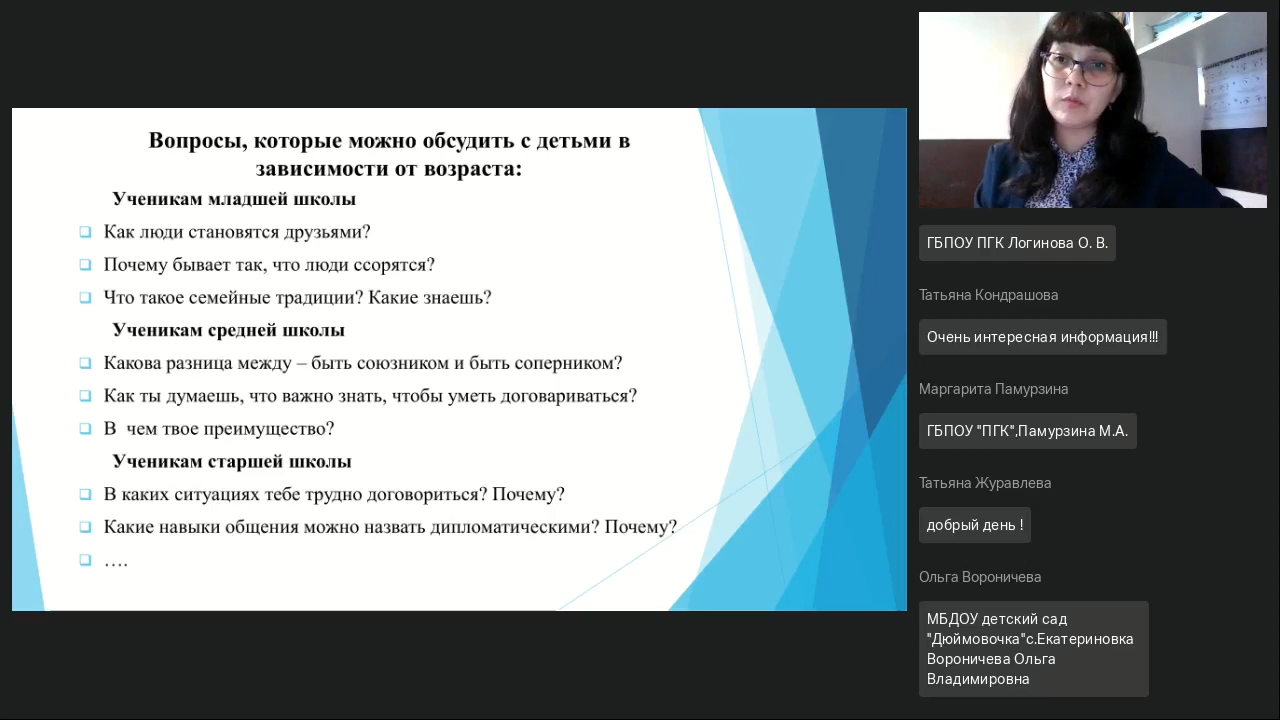 Вопросы, которые можно обсудить с детьми в
зависимости от возраста:
Ученикам младшей школы
Как люди становятся друзьями?
Почему бывает так, что люди ссорятся?
Что такое семейные традиции? Какие знаешь?
Ученикам средней школы
Какова разница между – быть союзником и быть соперником?
Как ты думаешь, что важно знать, чтобы уметь договариваться?
В чем твое преимущество?
Ученикам старшей школы
В каких ситуациях тебе трудно договориться? Почему?
Какие навыки общения можно назвать дипломатическими? Почему?
….
ГБПОУ ПГК Логинова О. В.
Татьяна Кондрашова
Очень интересная информация!!!
Маргарита Памурзина
ГБПОУ "ПГК",Памурзина М.А.
Татьяна Журавлева
добрый день !
Ольга Вороничева
МБДОУ детский сад
"Дюймовочка"с.Екатериновка
Вороничева Ольга
Владимировна